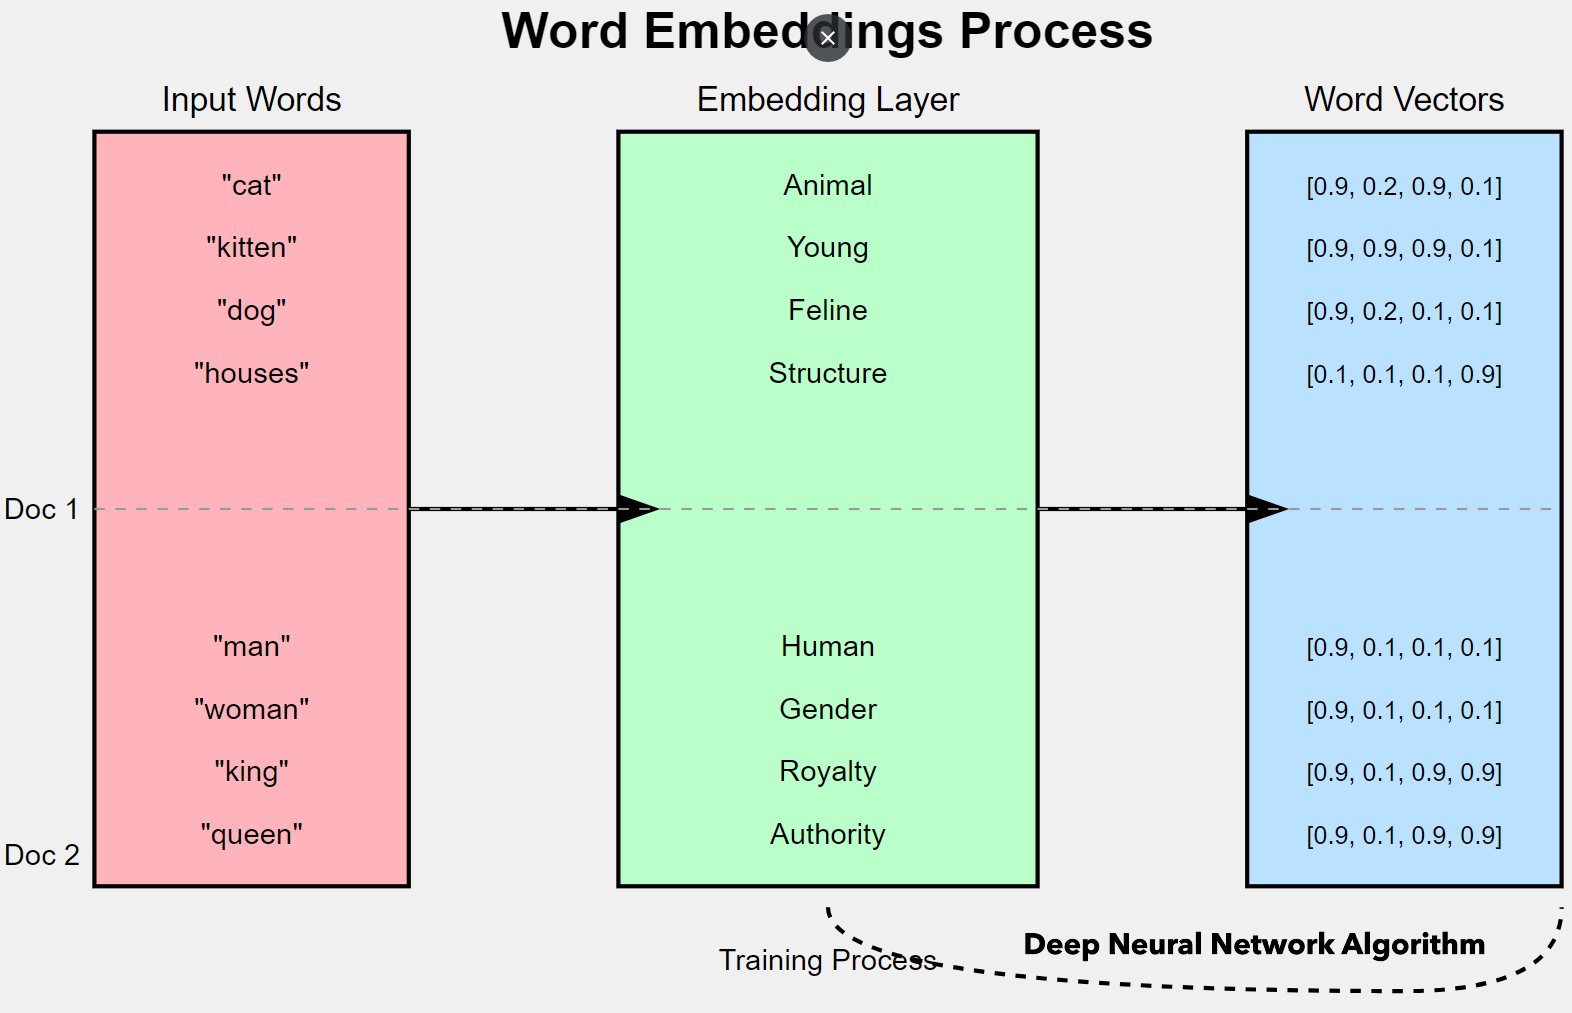 Word Embeddings Process
Input Words
Embedding Layer
Word Vectors
"cat"
Animal
[0.9, 0.2, 0.9, 0.1]
"kitten"
Young
[0.9, 0.9, 0.9, 0.1]
"dog"
Feline
[0.9, 0.2, 0.1, 0.1]
"houses"
Structure
[0.1, 0.1, 0.1, 0.9]
Doc 1
"man"
Human
[0.9, 0.1, 0.1, 0.1]
"woman"
Gender
[0.9, 0.1, 0.1, 0.1]
"king"
Royalty
[0.9, 0.1, 0.9, 0.9]
"queen"
Authority
[0.9, 0.1, 0.9, 0.9]
Doc 2
Deep Neural Network Algorithm
Training Process